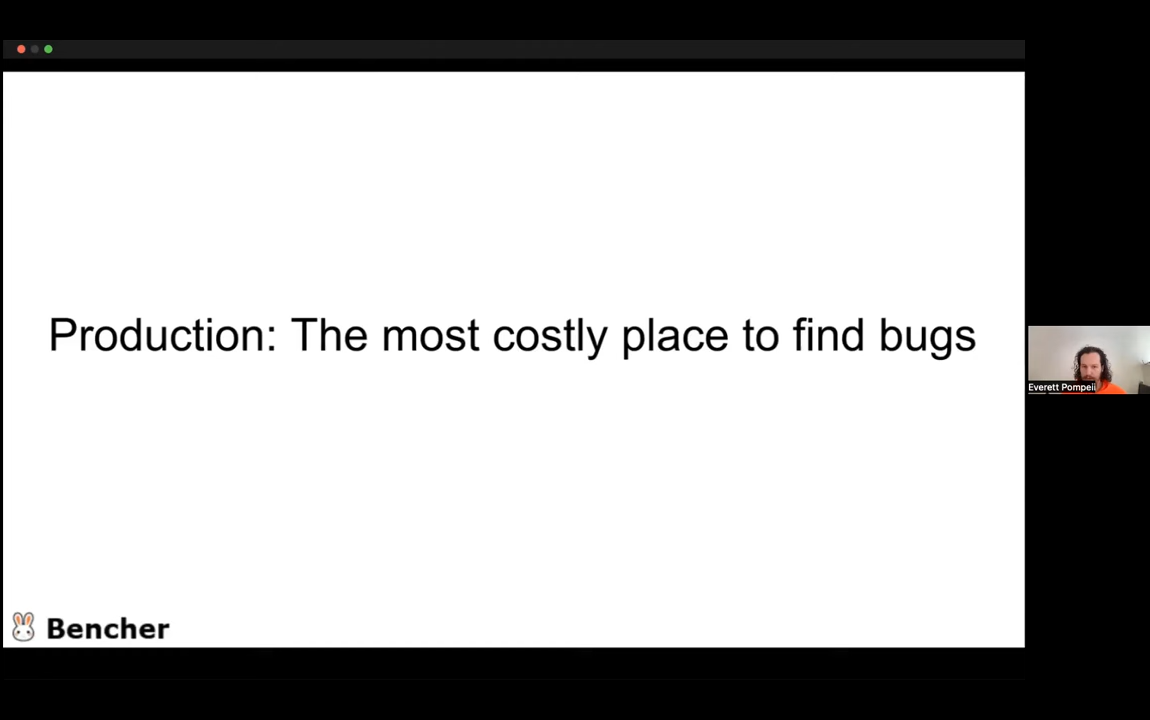 Production: The most costly place to find bugs
Everett Pompeii
Bencher